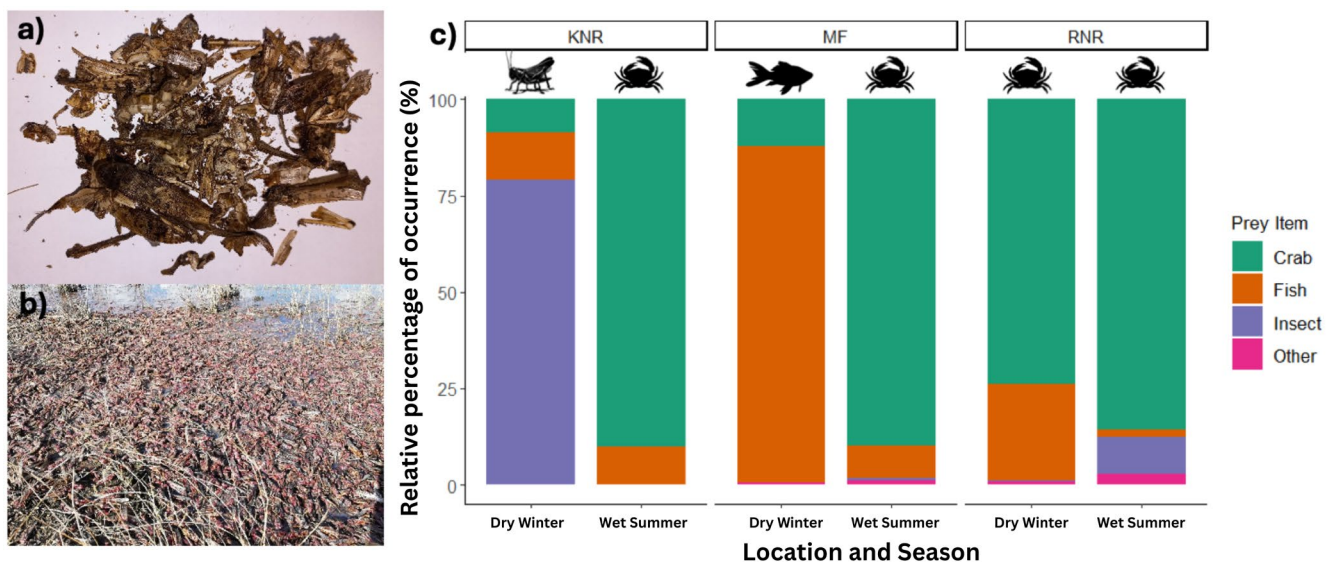 a)
b)
c)
KNR
MF
RNR
Relative percentage of occurrence (%)
100
75
50
25
0
Dry Winter
Wet Summer
Dry Winter
Wet Summer
Dry Winter
Wet Summer
Location and Season
Prey Item
Crab
Fish
Insect
Other